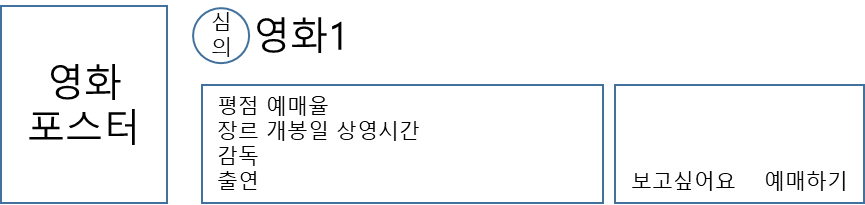 영화
포스터
심
의
영화1
평점 예매율
장르 개봉일 상영시간
감독
출연
보고싶어요 예매하기